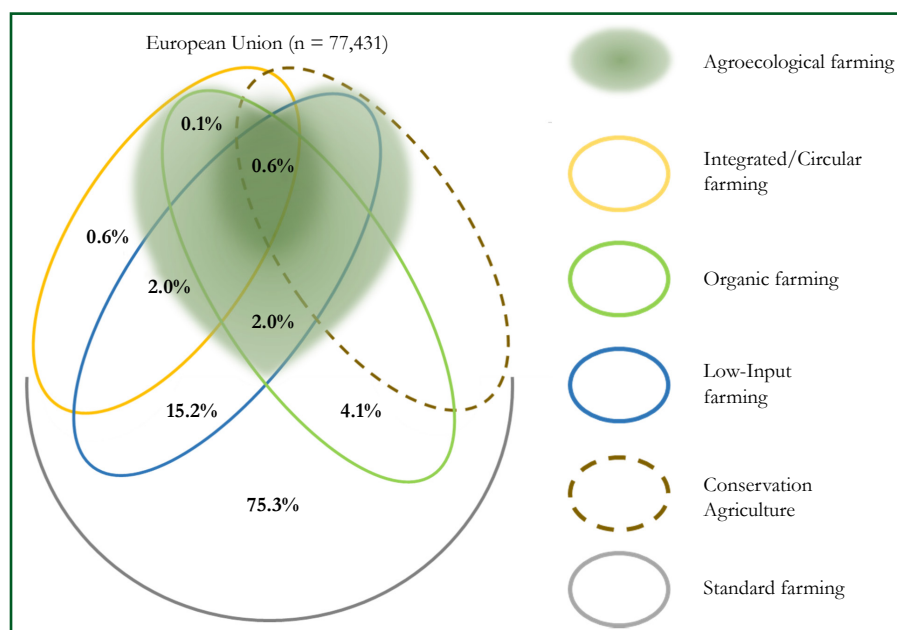 European Union (n = 77,431)
0.1%
0.6%
0.6%
2.0%
2.0%
15.2%
4.1%
75.3%
Agroecological farming
Integrated/Circular
farming
Organic farming
Low-Input
farming
Conservation
Agriculture
Standard farming